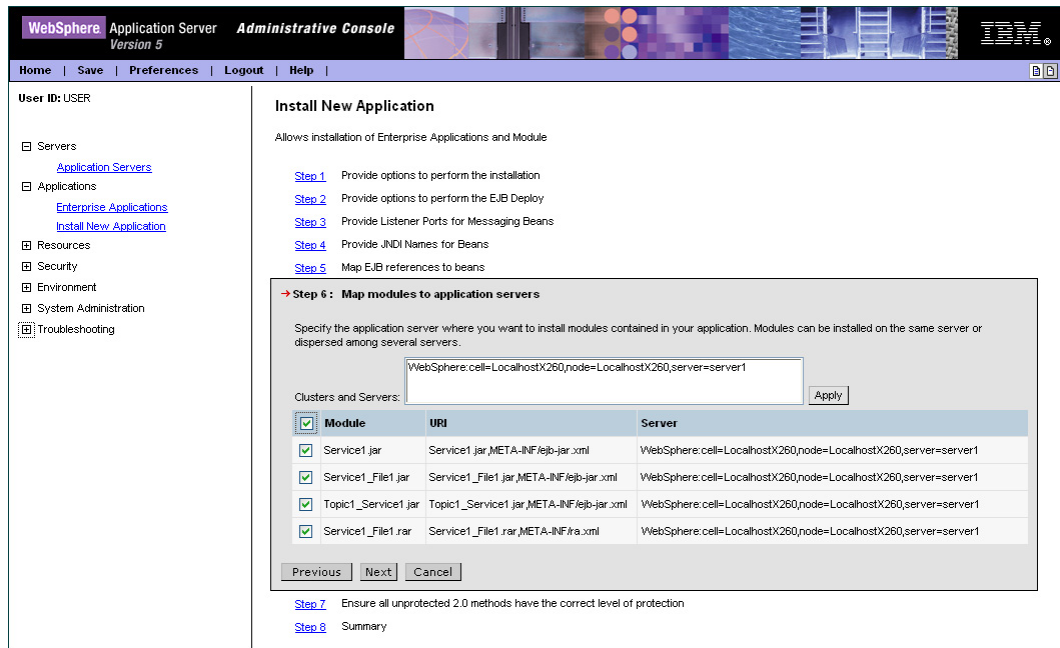 WebSphere. Application Server Administrative Console
Version 5
IBM.
Home | Save | Preferences | Logout | Help |
User ID: USER
Servers
Application Servers
Applications
Enterprise Applications
Install New Application
Resources
Security
Environment
System Administration
Troubleshooting
Install New Application
Allows installation of Enterprise Applications and Module
Step 1 Provide options to perform the installation
Step 2 Provide options to perform the EJB Deploy
Step 3 Provide Listener Ports for Messaging Beans
Step 4 Provide JNDI Names for Beans
Step 5 Map EJB references to beans
Step 6 : Map modules to application servers
Specify the application server where you want to install modules contained in your application. Modules can be installed on the same server or
dispersed among several servers.
WebSphere:cell=LocalhostX260,node=LocalhostX260,server=server1
Clusters and Servers: Apply
Module URI Server
Service1.jar Service1.jar,META-INF/ejb-jar.xml WebSphere:cell=LocalhostX260,node=LocalhostX260,server=server1
Service1_File1.jar Service1_File1.jar,META-INF/ejb-jar.xml WebSphere:cell=LocalhostX260,node=LocalhostX260,server=server1
Topic1_Service1.jar Topic1_Service1.jar,META-INF/ejb-jar.xml WebSphere:cell=LocalhostX260,node=LocalhostX260,server=server1
Service1_File1.rar Service1_File1.rar,META-INF/ra.xml WebSphere:cell=LocalhostX260,node=LocalhostX260,server=server1
Previous Next Cancel
Step 7 Ensure all unprotected 2.0 methods have the correct level of protection
Step 8 Summary